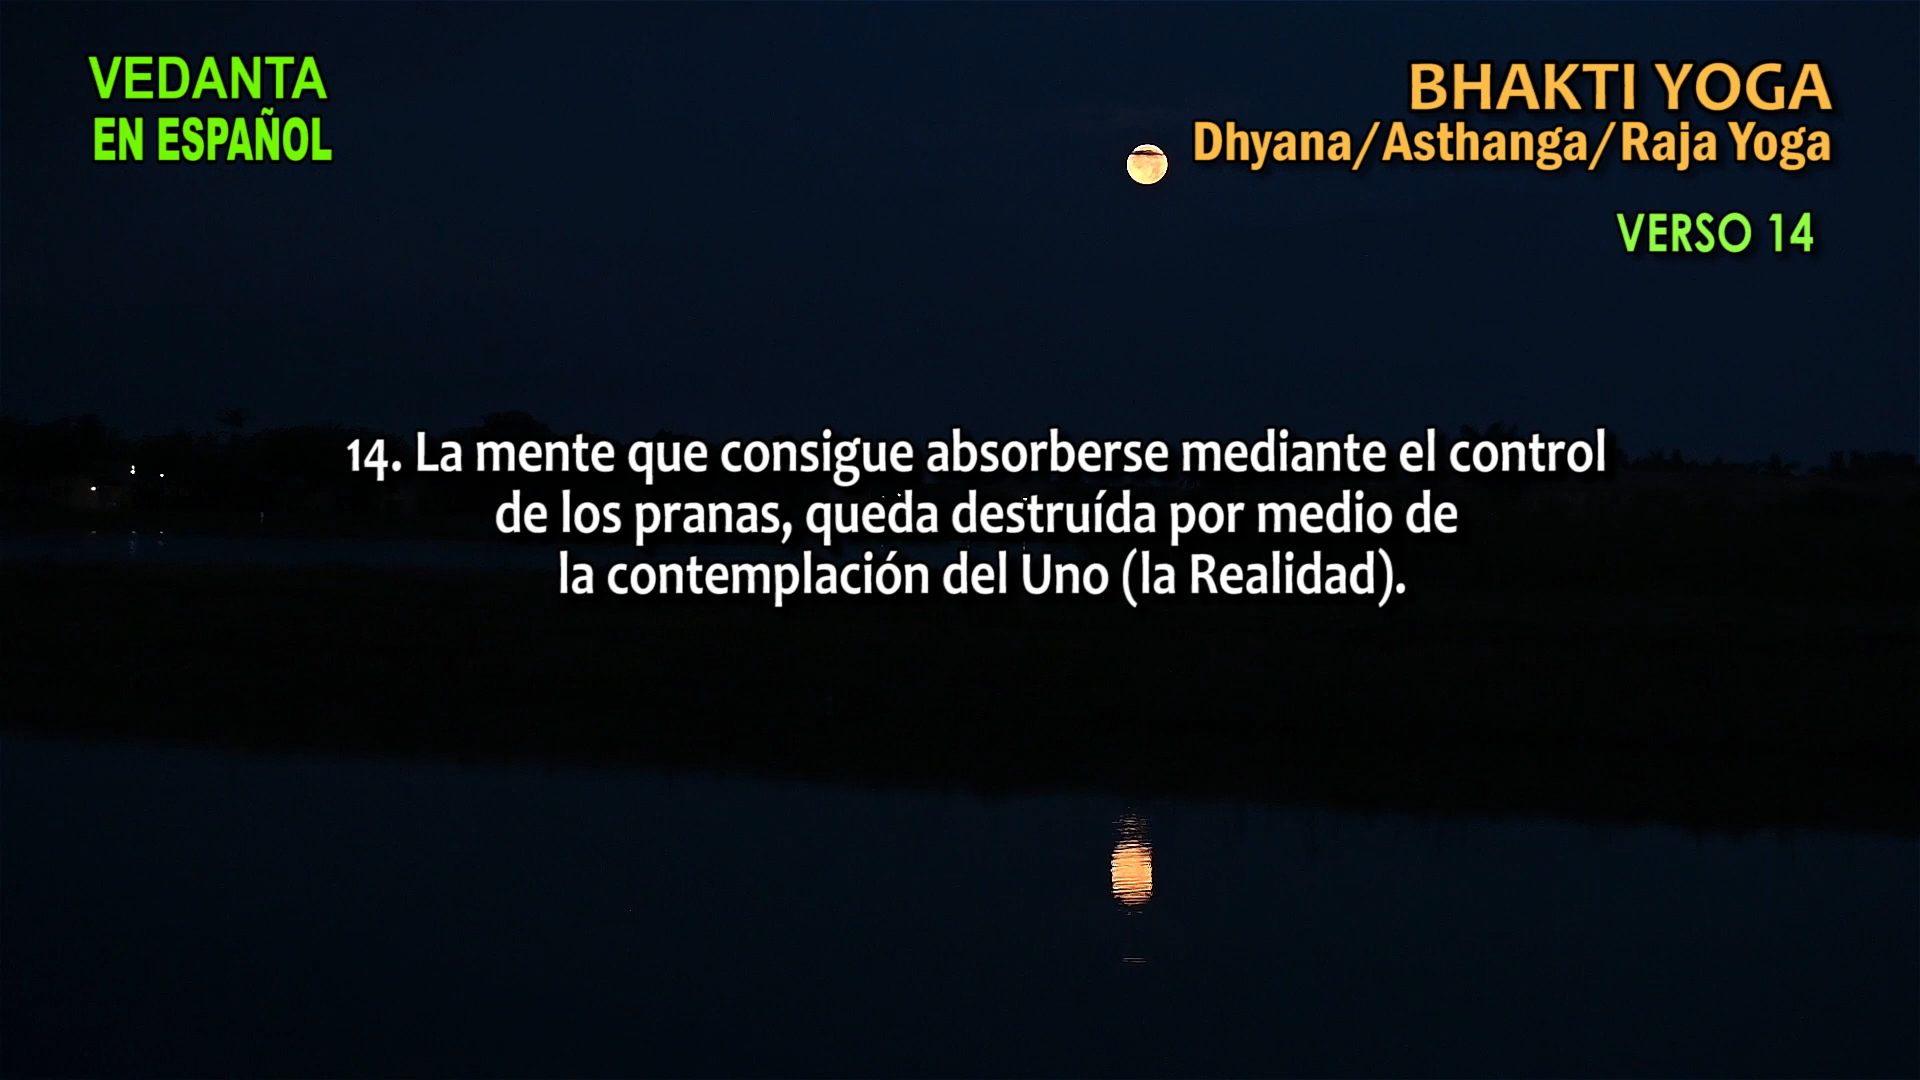 VEDANTA
EN ESPAÑOL
BHAKTI YOGA
Dhyana/Asthanga/Raja Yoga
VERSO 14
14. La mente que consigue absorberse mediante el control
de los pranas, queda destruída por medio de
la contemplación del Uno (la Realidad).